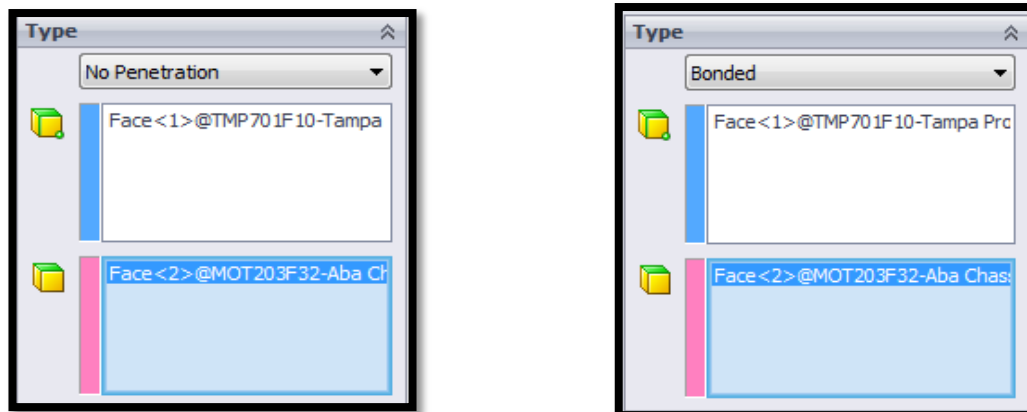 Type
No Penetration
Face<1>@TMP701F10-Tampa
Face<2>@MOT203F32-Aba Ch
Type
Bonded
Face<1>@TMP701F10-Tampa Pro
Face<2>@MOT203F32-Aba Chas